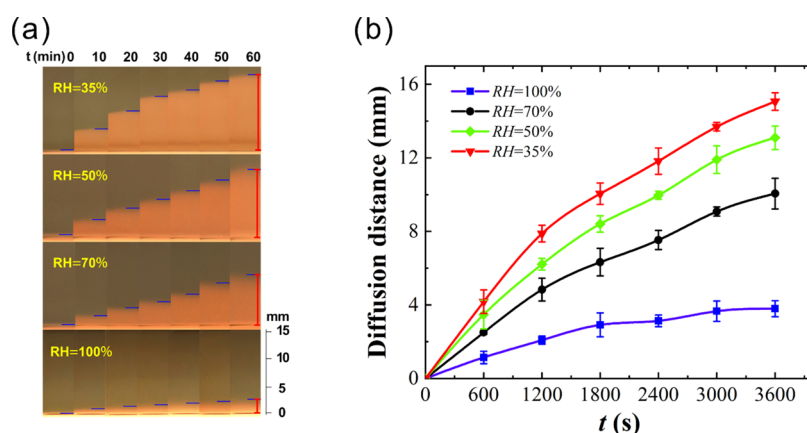 (a)
t (min) 0 10 20 30 40 50 60
RH=35%
RH=50%
RH=70%
RH=100%
mm
15
10
5
0
(b)
Diffusion distance (mm)
16
12
8
4
0
RH=100%
RH=70%
RH=50%
RH=35%
0 600 1200 1800 2400 3000 3600
t (s)